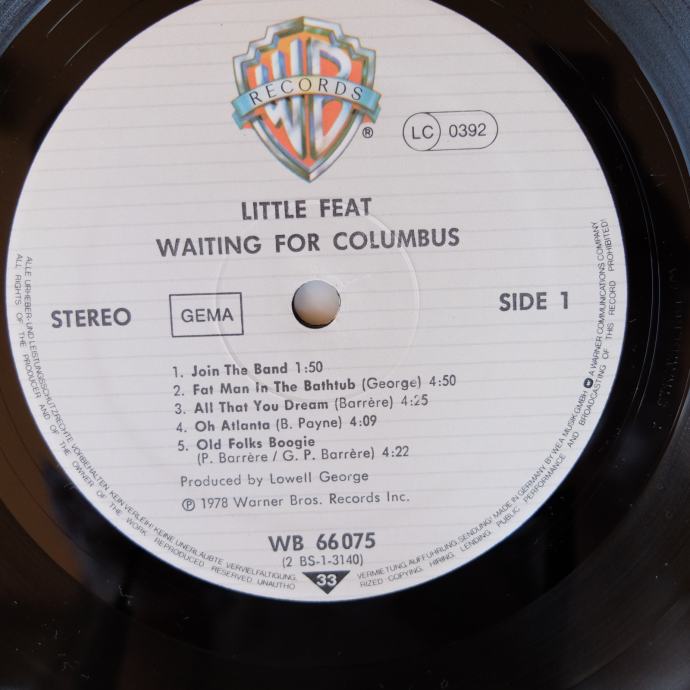 WB
RECORDS
®
LC 0392
LITTLE FEAT
WAITING FOR COLUMBUS
STEREO
GEMA
SIDE 1
1. Join The Band 1:50
2. Fat Man in The Bathtub (George) 4:50
3. All That You Dream (Barrère) 4:25
4. Oh Atlanta (B. Payne) 4:09
5. Old Folks Boogie
(P. Barrère / G. P. Barrère) 4:22
Produced by Lowell George
℗ 1978 Warner Bros. Records Inc.
WB 66075
(2 BS-1-3140)
33
ALLE URHEBER- UND LEISTUNGSSCHUTZRECHTE VORBEHALTEN KEIN VERLEIH! KEINE UNERLAUBTE VERVIELFÄLTIGUNG, VERMIETUNG, AUFFÜHRUNG, SENDUNG! MADE IN GERMANY BY WEA MUSIK GMBH A WARNER COMMUNICATIONS COMPANY
ALL RIGHTS OF THE PRODUCER AND OF THE OWNER OF THE WORK REPRODUCED RESERVED UNAUTHORIZED COPYING. HIRING. LENDING. PUBLIC PERFORMANCE AND BROADCASTING OF THIS RECORD PROHIBITED!